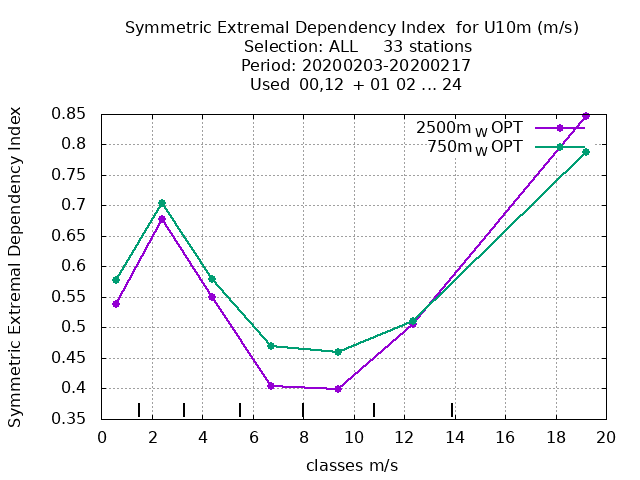 Symmetric Extremal Dependency Index  for U10m (m/s)
Selection: ALL     33 stations
Period: 20200203-20200217
Used  00,12  + 01 02 ... 24
Symmetric Extremal Dependency Index
0.85
0.8
0.75
0.7
0.65
0.6
0.55
0.5
0.45
0.4
0.35
2500m W OPT
750m W OPT
0 2 4 6 8 10 12 14 16 18 20
classes m/s